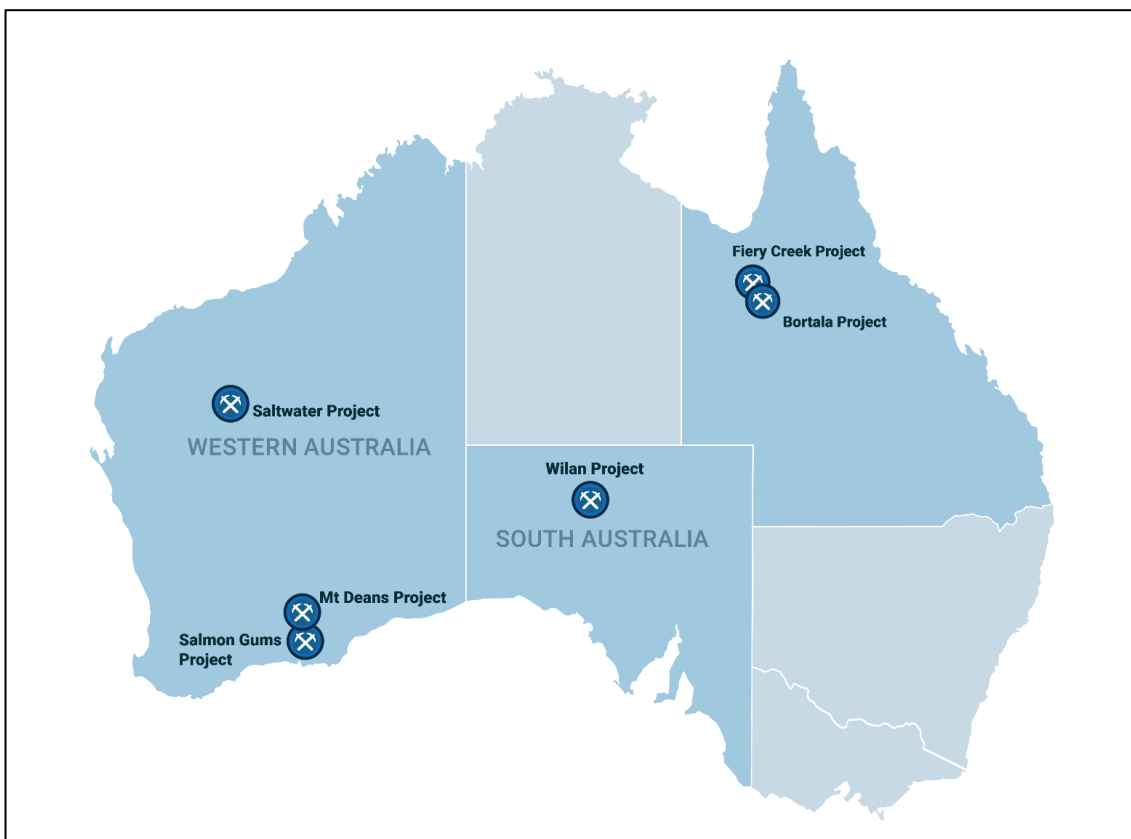 Fiery Creek Project
Bortala Project
Saltwater Project
WESTERN AUSTRALIA
Wilan Project
SOUTH AUSTRALIA
Mt Deans Project
Salmon Gums
Project